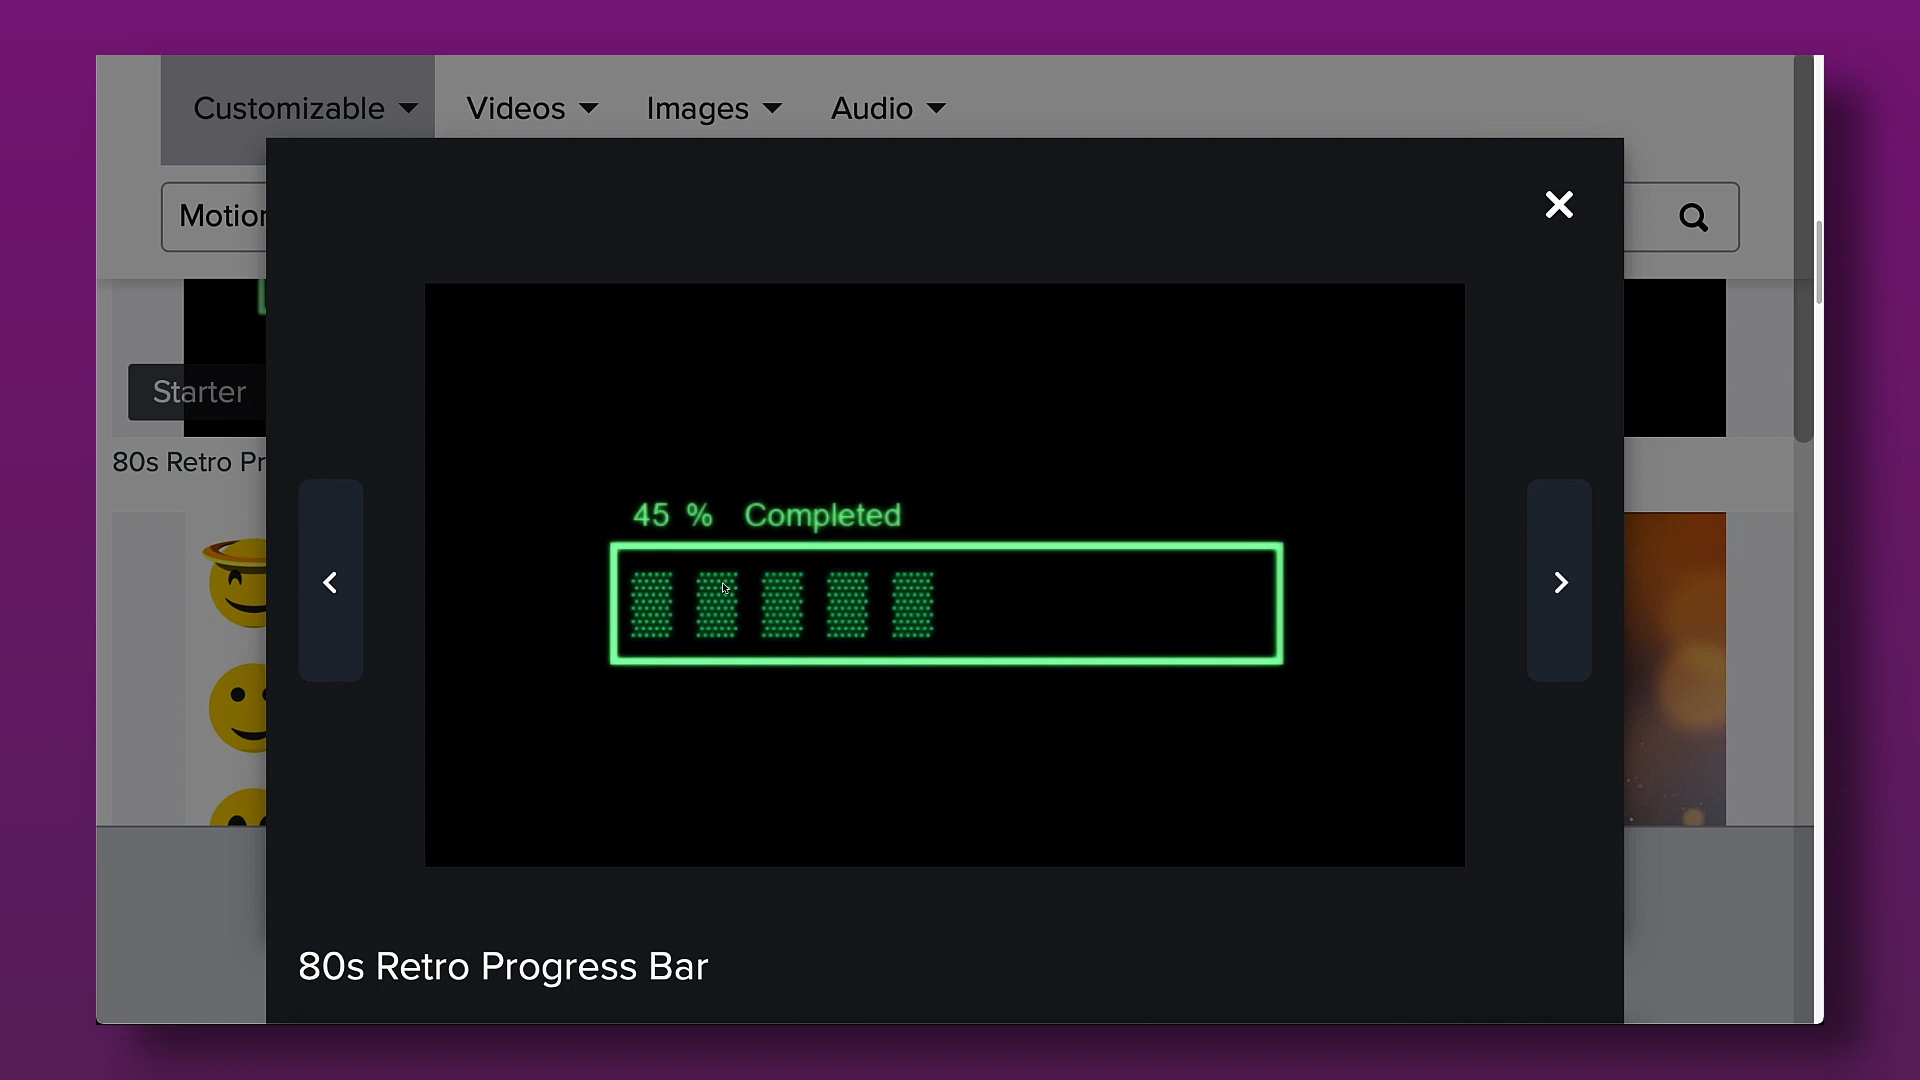 Customizable Videos Images Audio
Motion
Starter
80s Retro Pr
45 % Completed
80s Retro Progress Bar